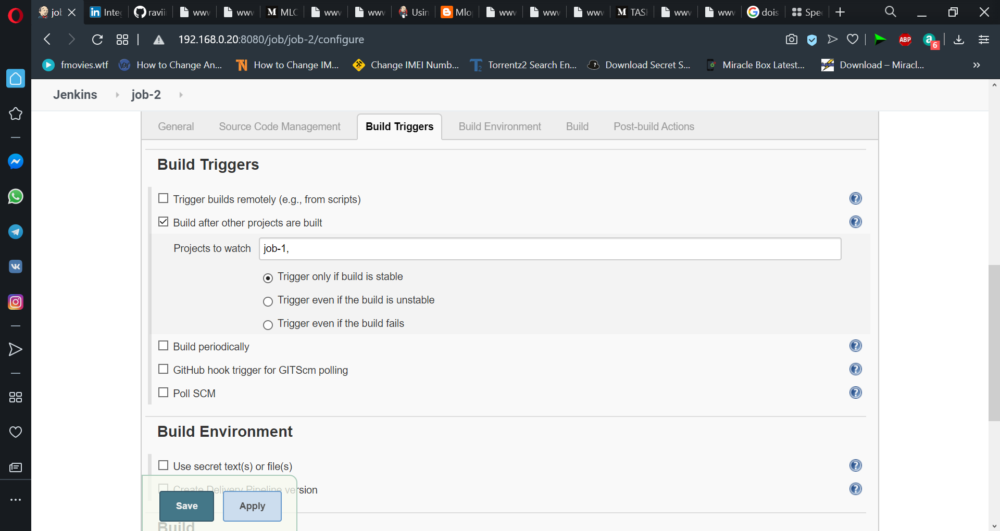 job
Inte
ravii
www
www
MLO
www
www
Usin
Mlo
www
www
www
TAS
www
www
dois
Spee
192.168.0.20:8080/job/job-2/configure
ABP
6
fmovies.wtf
How to Change An...
How to Change IM...
Change IMEI Numb...
Torrentz2 Search En...
Download Secret S...
Miracle Box Latest...
Download – Miracl...
Jenkins
job-2
General
Source Code Management
Build Triggers
Build Environment
Build
Post-build Actions
Build Triggers
Trigger builds remotely (e.g., from scripts)
Build after other projects are built
Projects to watch
job-1,
Trigger only if build is stable
Trigger even if the build is unstable
Trigger even if the build fails
Build periodically
GitHub hook trigger for GITScm polling
Poll SCM
Build Environment
Use secret text(s) or file(s)
Create Delivery Pipeline version
Save
Apply
Build